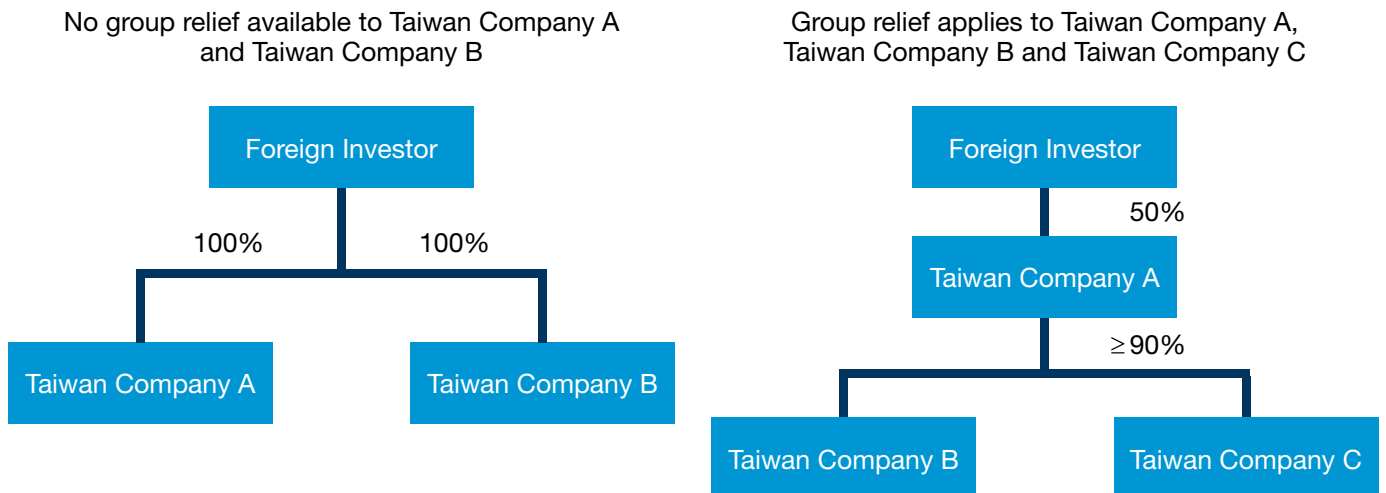 No group relief available to Taiwan Company A
and Taiwan Company B
Foreign Investor
100%
100%
Taiwan Company A
Taiwan Company B
Group relief applies to Taiwan Company A,
Taiwan Company B and Taiwan Company C
Foreign Investor
50%
Taiwan Company A
≥90%
Taiwan Company B
Taiwan Company C